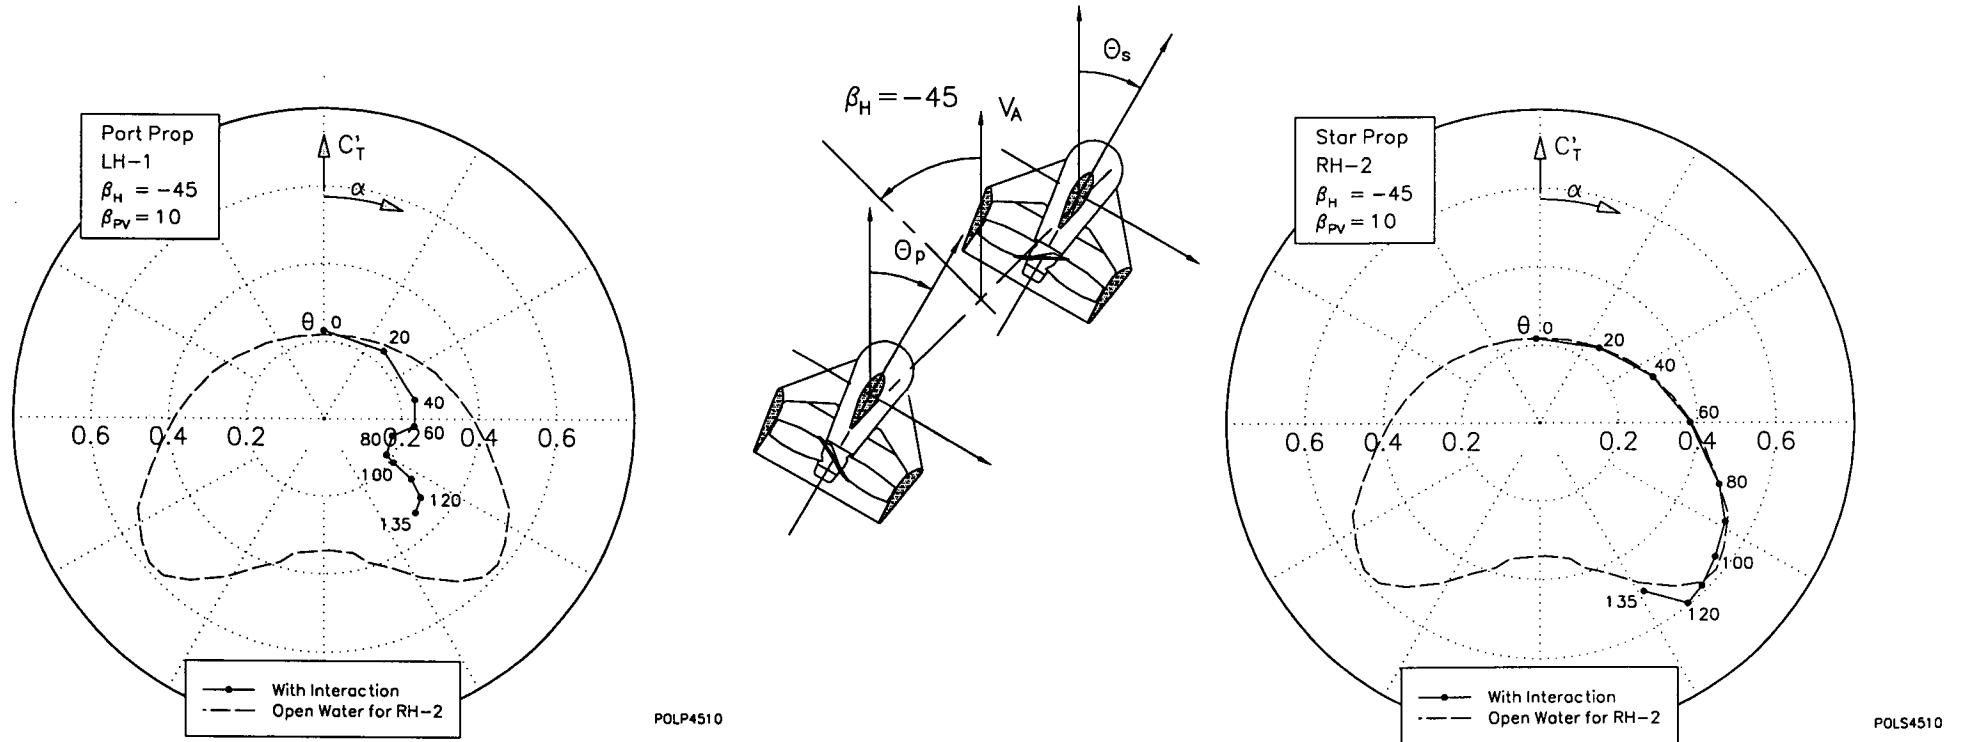 Port Prop
LH-1
β_H = -45
β_PV = 10
C'_T
α
θ 0
20
40
60
80
100
120
135
0.6 0.4 0.2 0.2 0.4 0.6
With Interaction
Open Water for RH-2
POLP4510
β_H = -45
V_A
Θ_s
Θ_p
Star Prop
RH-2
β_H = -45
β_PV = 10
C'_T
α
θ 0
20
40
60
80
100
120
135
0.6 0.4 0.2 0.2 0.4 0.6
With Interaction
Open Water for RH-2
POLS4510